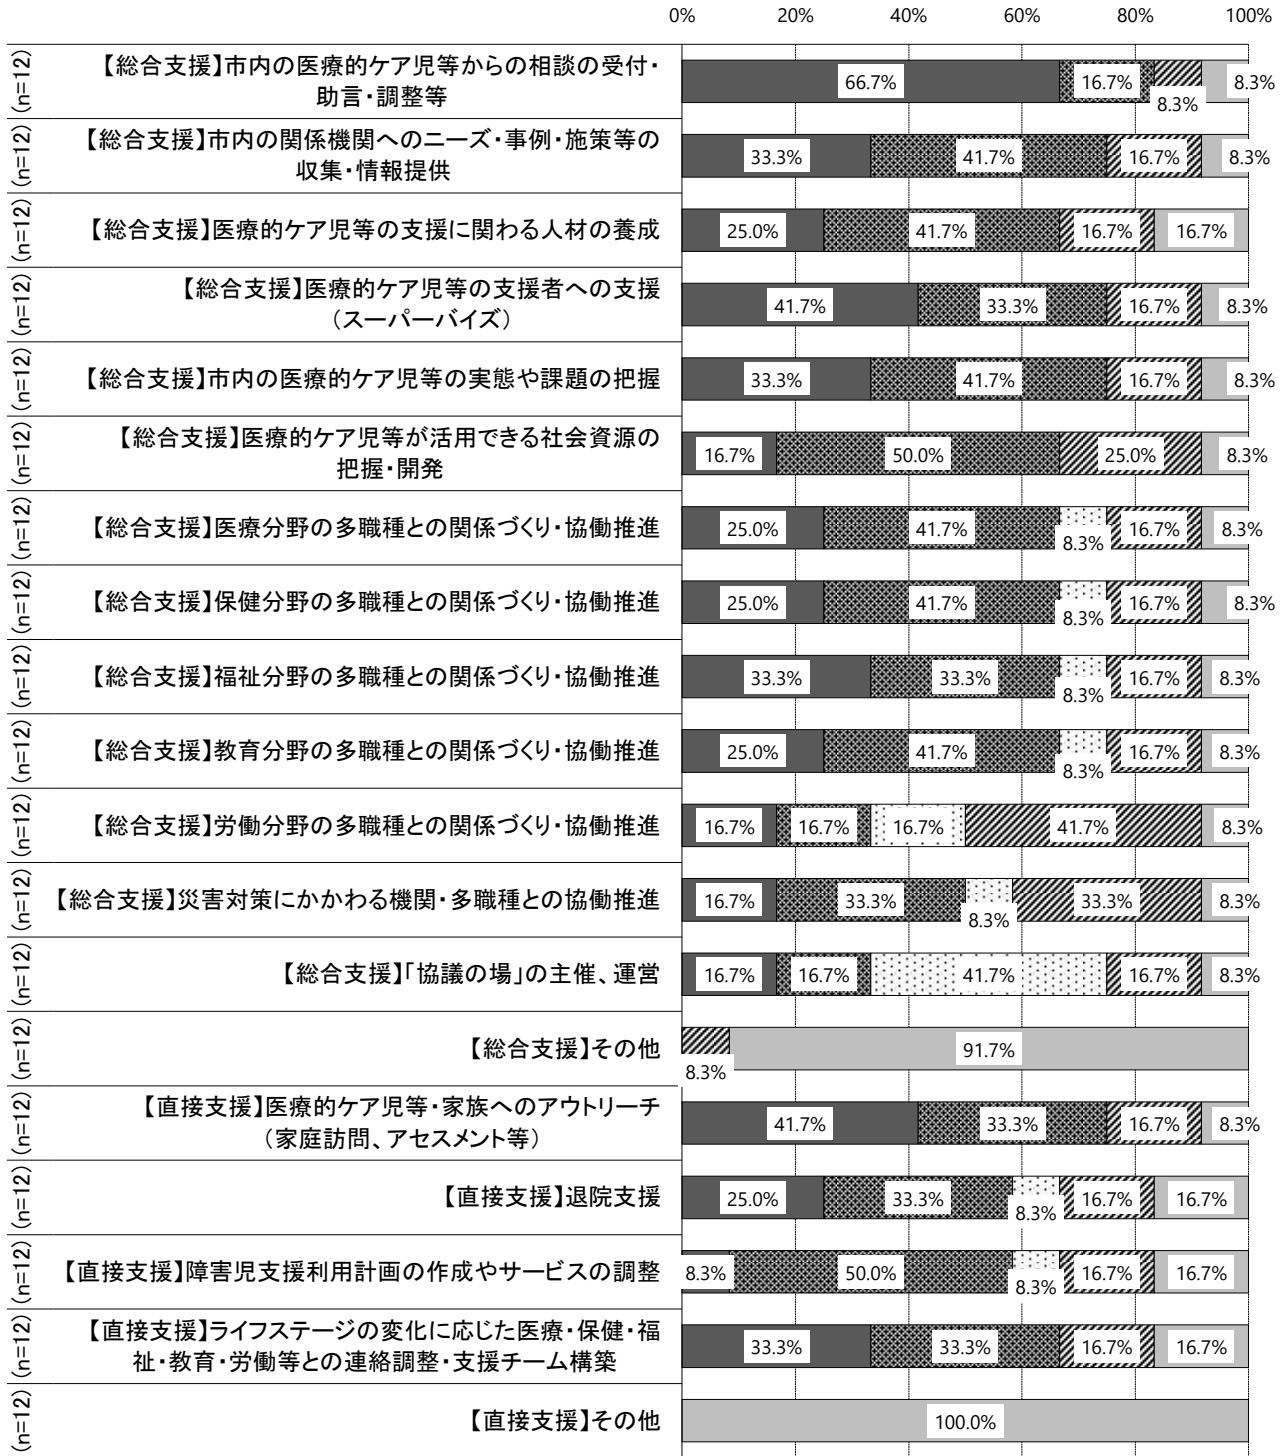 0% 20% 40% 60% 80% 100%
(n=12) 【総合支援】市内の医療的ケア児等からの相談の受付・
助言・調整等
66.7% 16.7% 8.3% 8.3%
(n=12) 【総合支援】市内の関係機関へのニーズ・事例・施策等の
収集・情報提供
33.3% 41.7% 16.7% 8.3%
(n=12) 【総合支援】医療的ケア児等の支援に関わる人材の養成
25.0% 41.7% 16.7% 16.7%
(n=12) 【総合支援】医療的ケア児等の支援者への支援
（スーパーバイズ）
41.7% 33.3% 16.7% 8.3%
(n=12) 【総合支援】市内の医療的ケア児等の実態や課題の把握
33.3% 41.7% 16.7% 8.3%
(n=12) 【総合支援】医療的ケア児等が活用できる社会資源の
把握・開発
16.7% 50.0% 25.0% 8.3%
(n=12) 【総合支援】医療分野の多職種との関係づくり・協働推進
25.0% 41.7% 8.3% 16.7% 8.3%
(n=12) 【総合支援】保健分野の多職種との関係づくり・協働推進
25.0% 41.7% 8.3% 16.7% 8.3%
(n=12) 【総合支援】福祉分野の多職種との関係づくり・協働推進
33.3% 33.3% 8.3% 16.7% 8.3%
(n=12) 【総合支援】教育分野の多職種との関係づくり・協働推進
25.0% 41.7% 8.3% 16.7% 8.3%
(n=12) 【総合支援】労働分野の多職種との関係づくり・協働推進
16.7% 16.7% 16.7% 41.7% 8.3%
(n=12) 【総合支援】災害対策にかかわる機関・多職種との協働推進
16.7% 33.3% 8.3% 33.3% 8.3%
(n=12) 【総合支援】「協議の場」の主催、運営
16.7% 16.7% 41.7% 16.7% 8.3%
(n=12) 【総合支援】その他
8.3% 91.7%
(n=12) 【直接支援】医療的ケア児等・家族へのアウトリーチ
（家庭訪問、アセスメント等）
41.7% 33.3% 16.7% 8.3%
(n=12) 【直接支援】退院支援
25.0% 33.3% 8.3% 16.7% 16.7%
(n=12) 【直接支援】障害児支援利用計画の作成やサービスの調整
8.3% 50.0% 8.3% 16.7% 16.7%
(n=12) 【直接支援】ライフステージの変化に応じた医療・保健・福
祉・教育・労働等との連絡調整・支援チーム構築
33.3% 33.3% 16.7% 16.7%
(n=12) 【直接支援】その他
100.0%